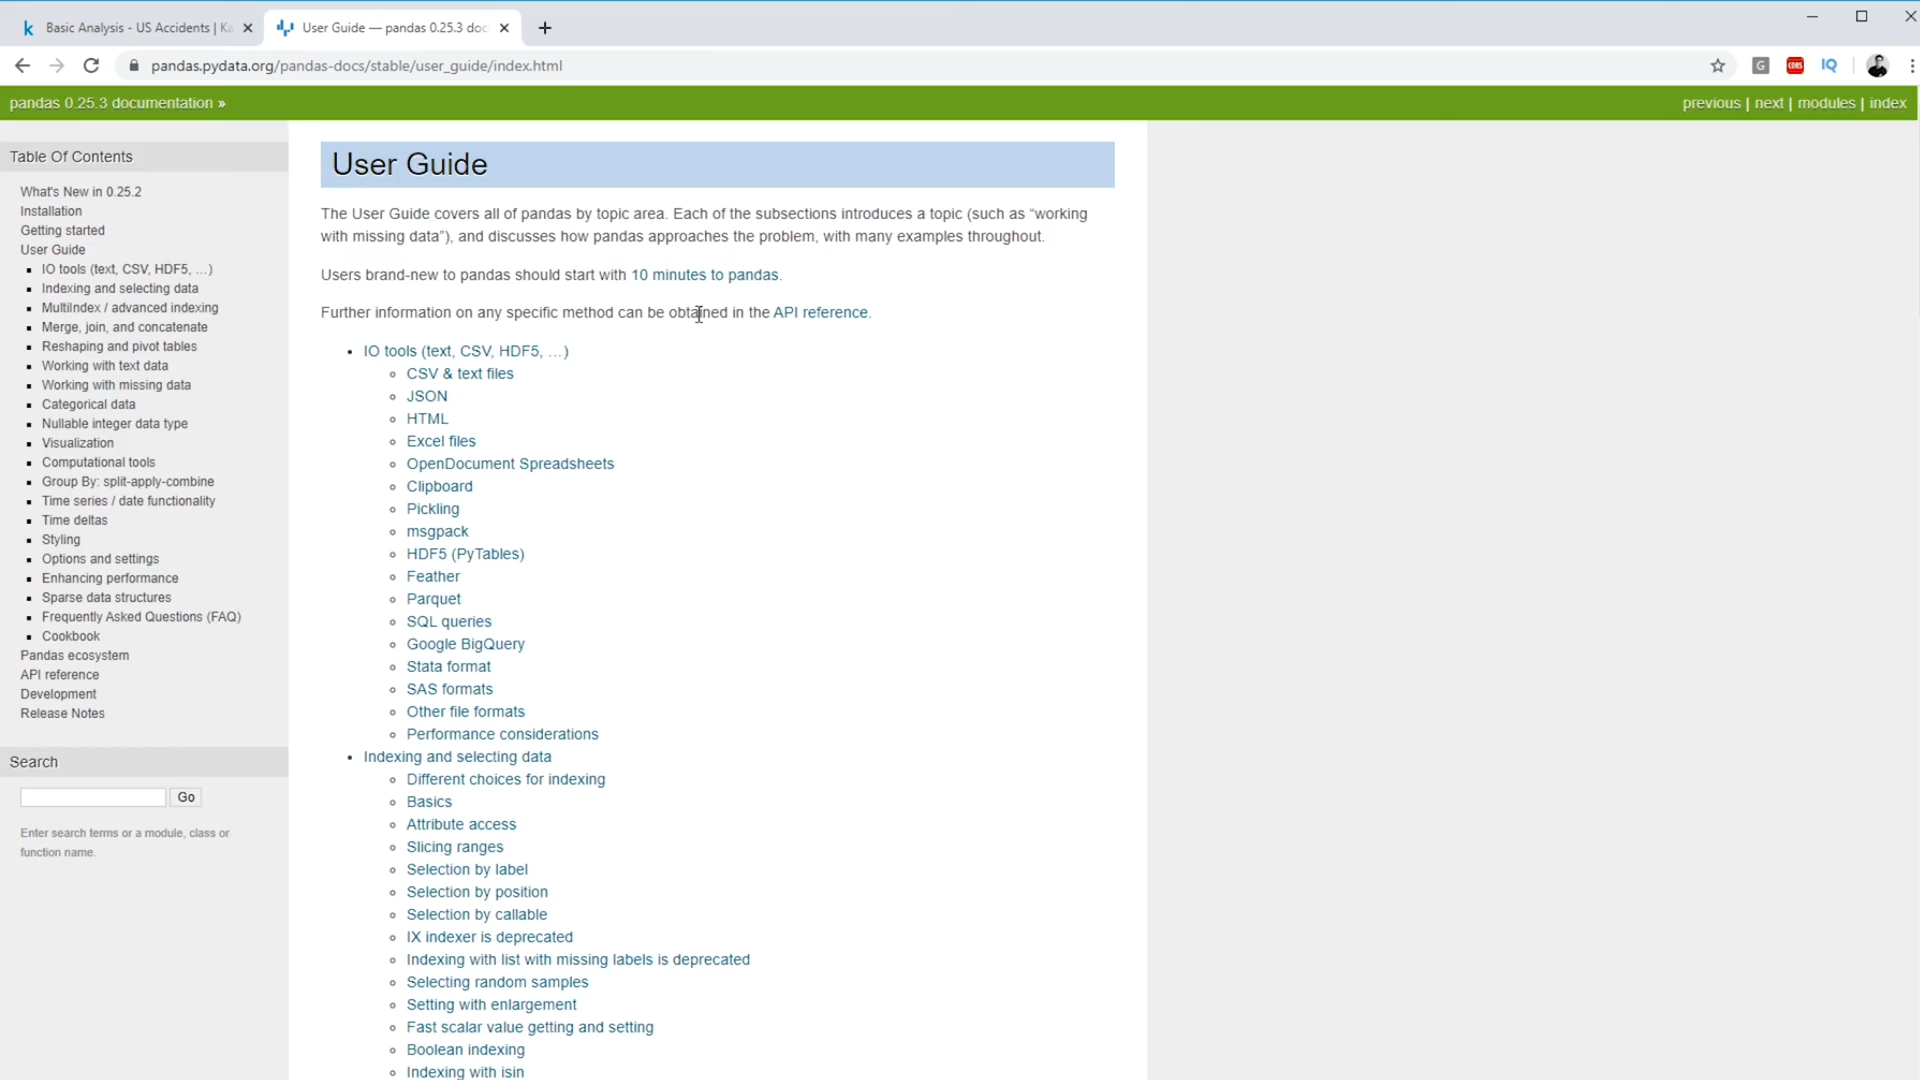 Basic Analysis - US Accidents | Ka
User Guide — pandas 0.25.3 doc
pandas.pydata.org/pandas-docs/stable/user_guide/index.html
G
CORS
IQ
pandas 0.25.3 documentation »
previous | next | modules | index
Table Of Contents
What's New in 0.25.2
Installation
Getting started
User Guide
IO tools (text, CSV, HDF5, …)
Indexing and selecting data
MultiIndex / advanced indexing
Merge, join, and concatenate
Reshaping and pivot tables
Working with text data
Working with missing data
Categorical data
Nullable integer data type
Visualization
Computational tools
Group By: split-apply-combine
Time series / date functionality
Time deltas
Styling
Options and settings
Enhancing performance
Sparse data structures
Frequently Asked Questions (FAQ)
Cookbook
Pandas ecosystem
API reference
Development
Release Notes
Search
Go
Enter search terms or a module, class or
function name.
User Guide
The User Guide covers all of pandas by topic area. Each of the subsections introduces a topic (such as “working
with missing data”), and discusses how pandas approaches the problem, with many examples throughout.
Users brand-new to pandas should start with 10 minutes to pandas.
Further information on any specific method can be obtained in the API reference.
IO tools (text, CSV, HDF5, …)
CSV & text files
JSON
HTML
Excel files
OpenDocument Spreadsheets
Clipboard
Pickling
msgpack
HDF5 (PyTables)
Feather
Parquet
SQL queries
Google BigQuery
Stata format
SAS formats
Other file formats
Performance considerations
Indexing and selecting data
Different choices for indexing
Basics
Attribute access
Slicing ranges
Selection by label
Selection by position
Selection by callable
IX indexer is deprecated
Indexing with list with missing labels is deprecated
Selecting random samples
Setting with enlargement
Fast scalar value getting and setting
Boolean indexing
Indexing with isin